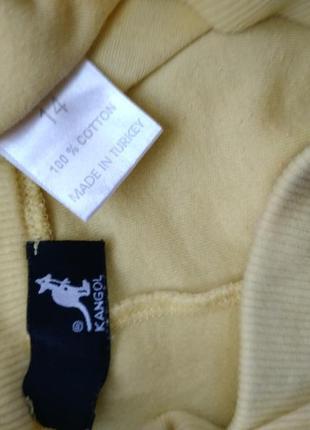 14
100 % COTTON
MADE IN TURKEY
KANGOL
®